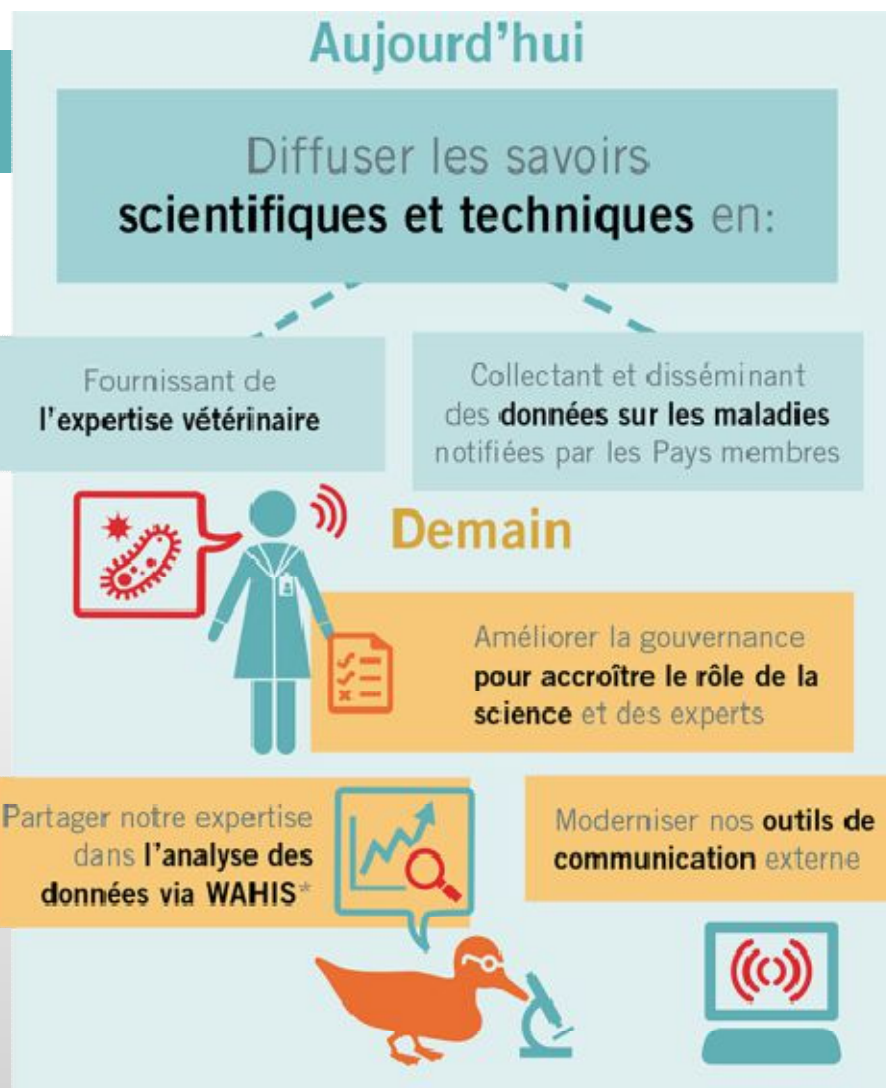 Aujourd'hui
Diffuser les savoirs
scientifiques et techniques en:
Fournissant de
l'expertise vétérinaire
Collectant et disséminant
des données sur les maladies
notifiées par les Pays membres
Demain
Améliorer la gouvernance
pour accroître le rôle de la
science et des experts
Partager notre expertise
dans l'analyse des
données via WAHIS*
Moderniser nos outils de
communication externe